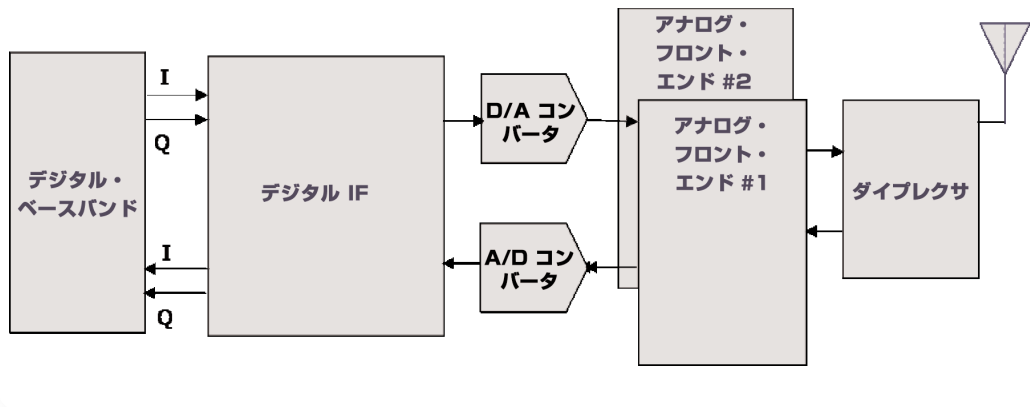 デジタル・
ベースバンド
I
Q
I
Q
デジタル IF
D/A コン
バータ
A/D コン
バータ
アナログ・
フロント・
エンド #2
アナログ・
フロント・
エンド #1
ダイプレクサ